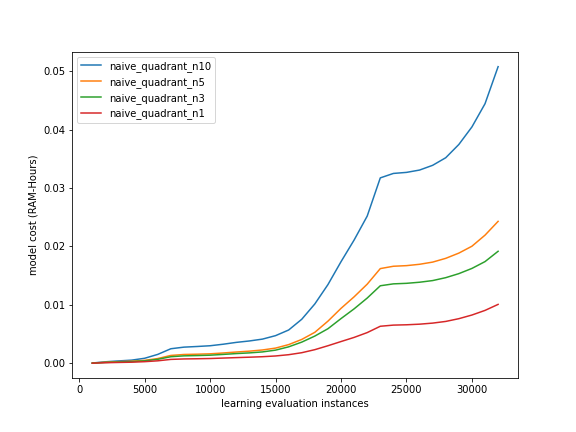 naive_quadrant_n10
naive_quadrant_n5
naive_quadrant_n3
naive_quadrant_n1
0.05
0.04
0.03
0.02
0.01
0.00
model cost (RAM-Hours)
0 5000 10000 15000 20000 25000 30000
learning evaluation instances